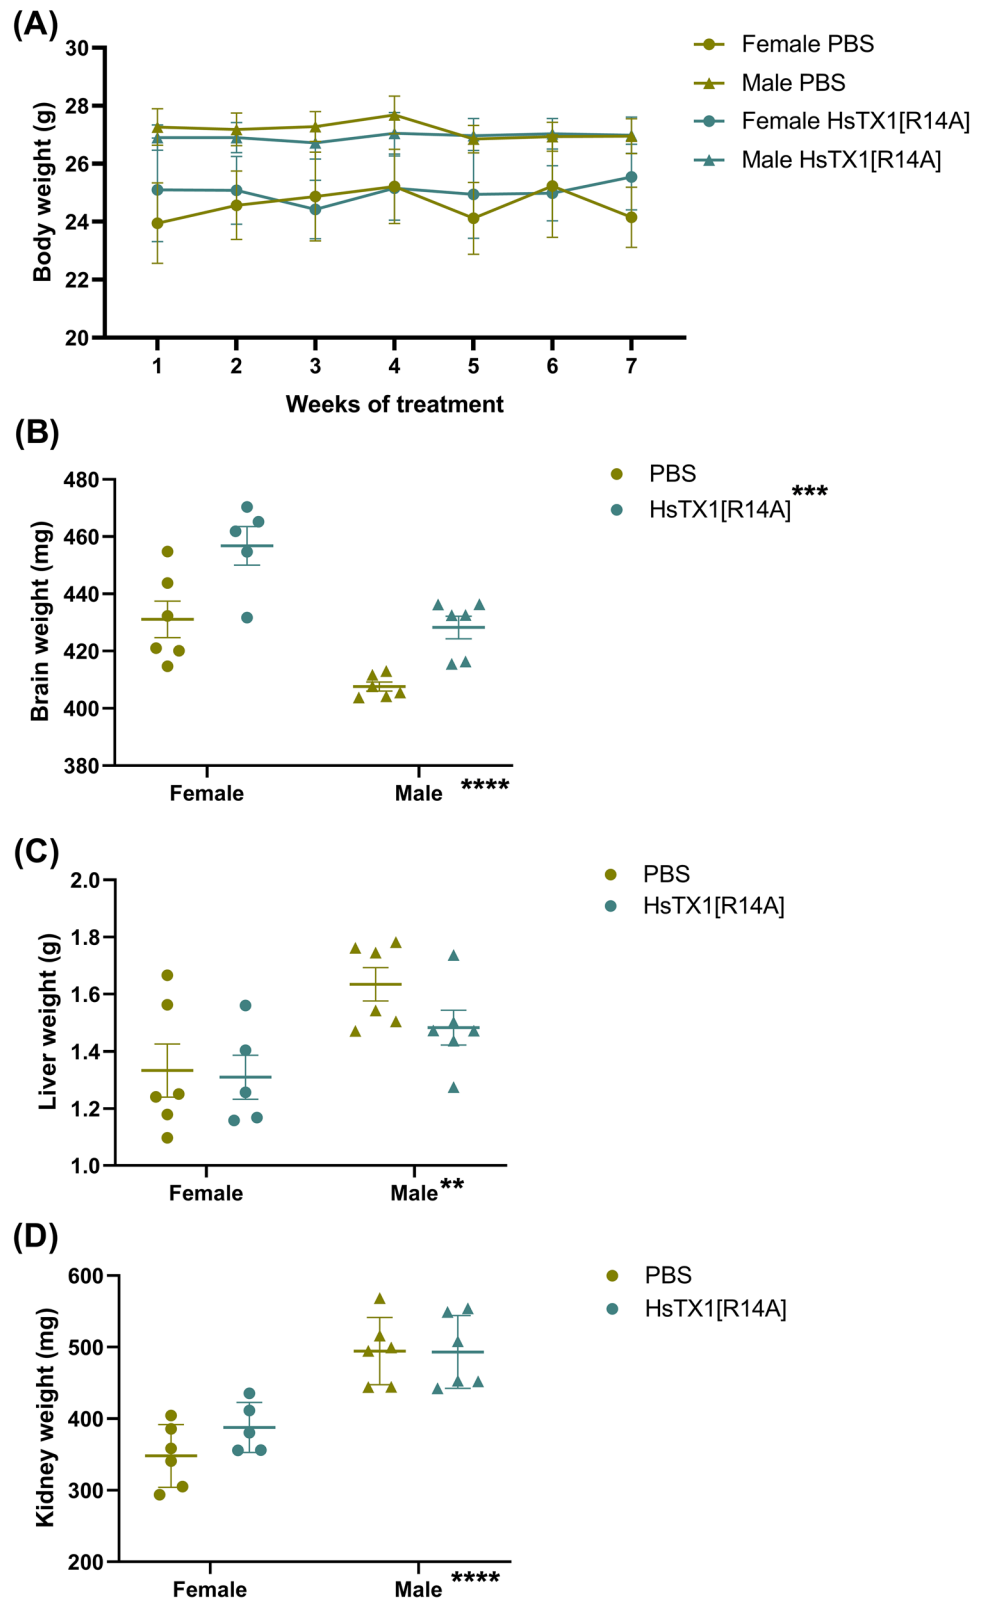 (A)
30
28
26
24
22
20
Body weight (g)
1 2 3 4 5 6 7
Weeks of treatment
Female PBS
Male PBS
Female HsTX1[R14A]
Male HsTX1[R14A]
(B)
480
460
440
420
400
380
Brain weight (mg)
Female Male ****
PBS
HsTX1[R14A]***
(C)
2.0
1.8
1.6
1.4
1.2
1.0
Liver weight (g)
Female Male**
PBS
HsTX1[R14A]
(D)
600
500
400
300
200
Kidney weight (mg)
Female Male ****
PBS
HsTX1[R14A]